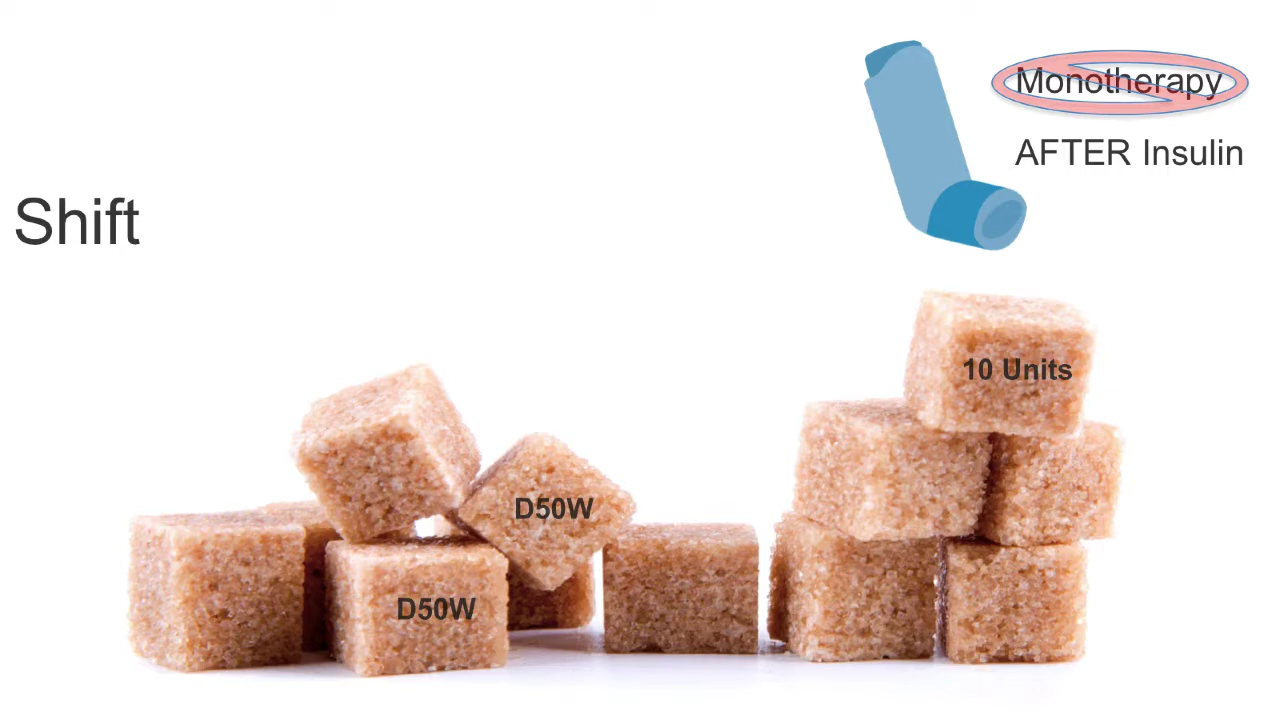 Monotherapy
AFTER Insulin
Shift
10 Units
D50W
D50W